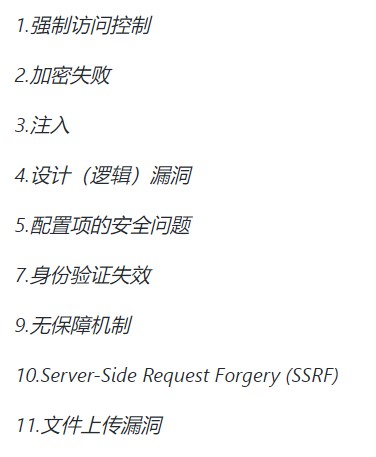 1.强制访问控制
2.加密失败
3.注入
4.设计（逻辑）漏洞
5.配置项的安全问题
7.身份验证失效
9.无保障机制
10.Server-Side Request Forgery (SSRF)
11.文件上传漏洞